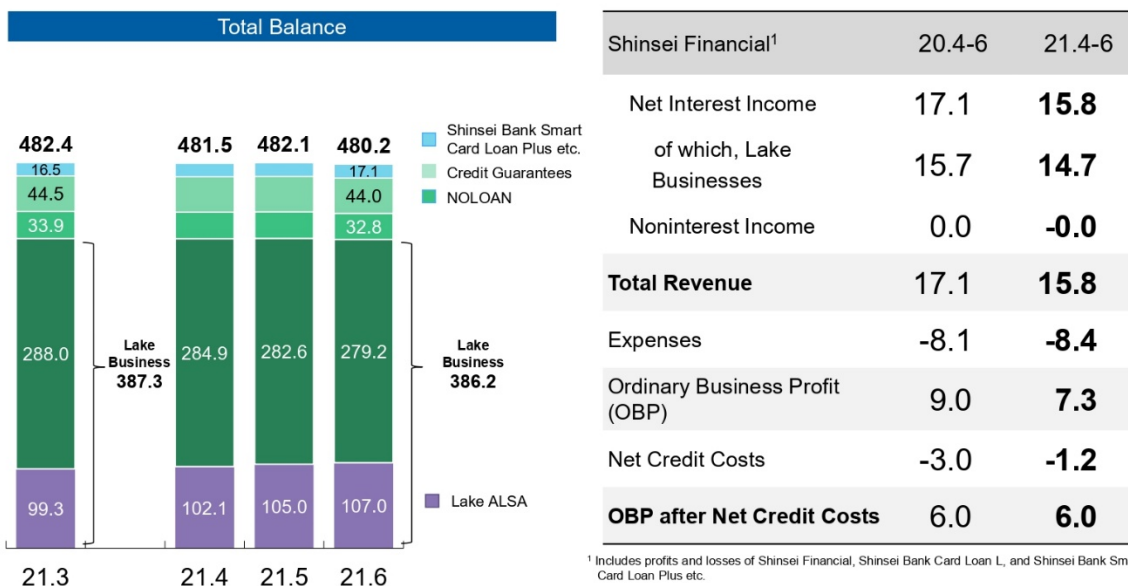 Total Balance
482.4
481.5
482.1
480.2
Shinsei Bank Smart
Card Loan Plus etc.
Credit Guarantees
NOLOAN
16.5
17.1
44.5
44.0
33.9
32.8
288.0
284.9
282.6
279.2
Lake
Business
387.3
Lake
Business
386.2
99.3
102.1
105.0
107.0
Lake ALSA
21.3
21.4
21.5
21.6
Shinsei Financial¹ 20.4-6 21.4-6
Net Interest Income 17.1 15.8
of which, Lake
Businesses 15.7 14.7
Noninterest Income 0.0 -0.0
Total Revenue 17.1 15.8
Expenses -8.1 -8.4
Ordinary Business Profit
(OBP) 9.0 7.3
Net Credit Costs -3.0 -1.2
OBP after Net Credit Costs 6.0 6.0
¹ Includes profits and losses of Shinsei Financial, Shinsei Bank Card Loan L, and Shinsei Bank Sm
Card Loan Plus etc.